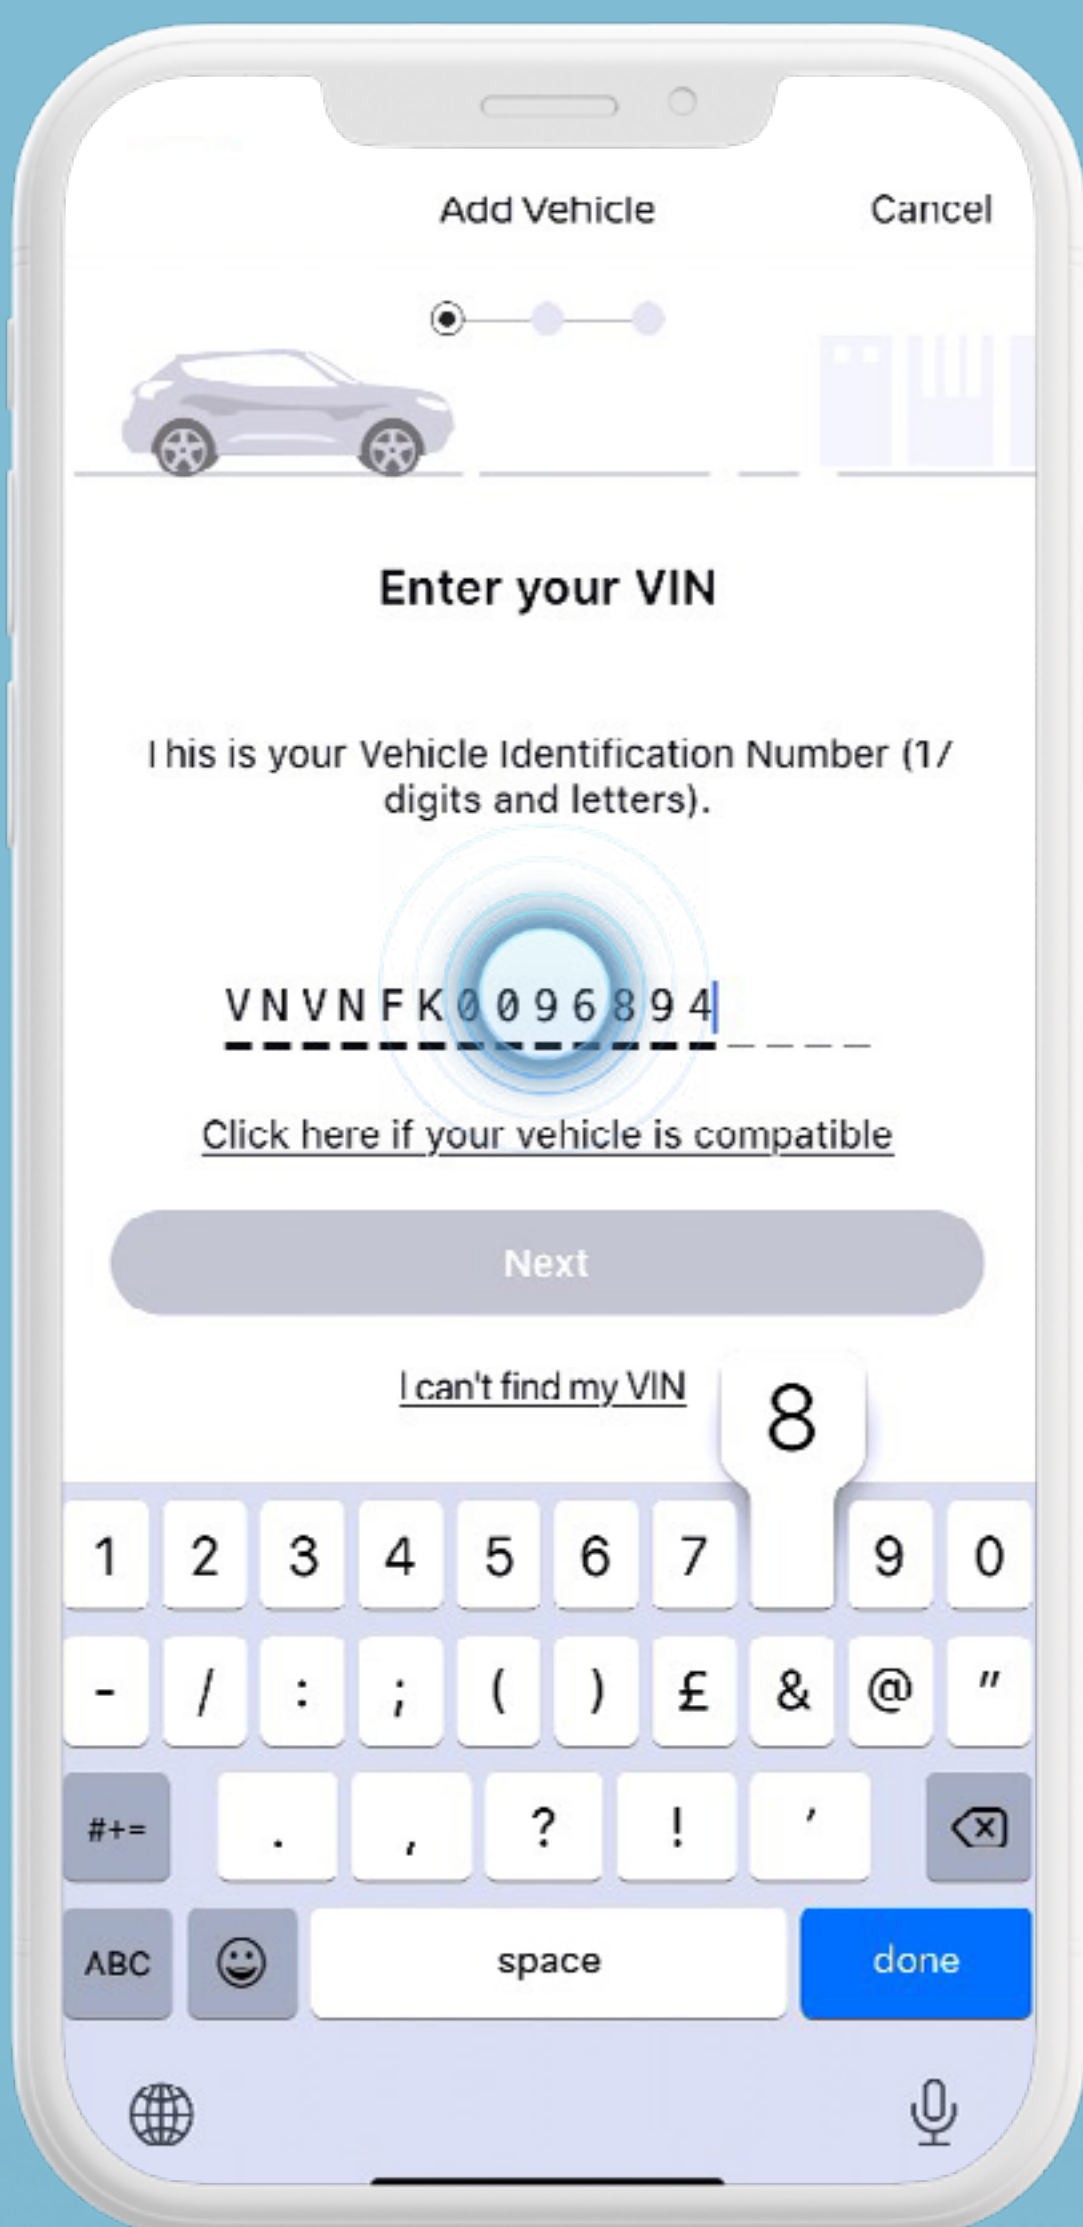 Add Vehicle Cancel
Enter your VIN
This is your Vehicle Identification Number (1/
digits and letters).
VNVNFK0096894
Click here if your vehicle is compatible
Next
I can't find my VIN
8
1 2 3 4 5 6 7 9 0
- / : ; ( ) £ & @ "
#+= . , ? ! '
ABC space done